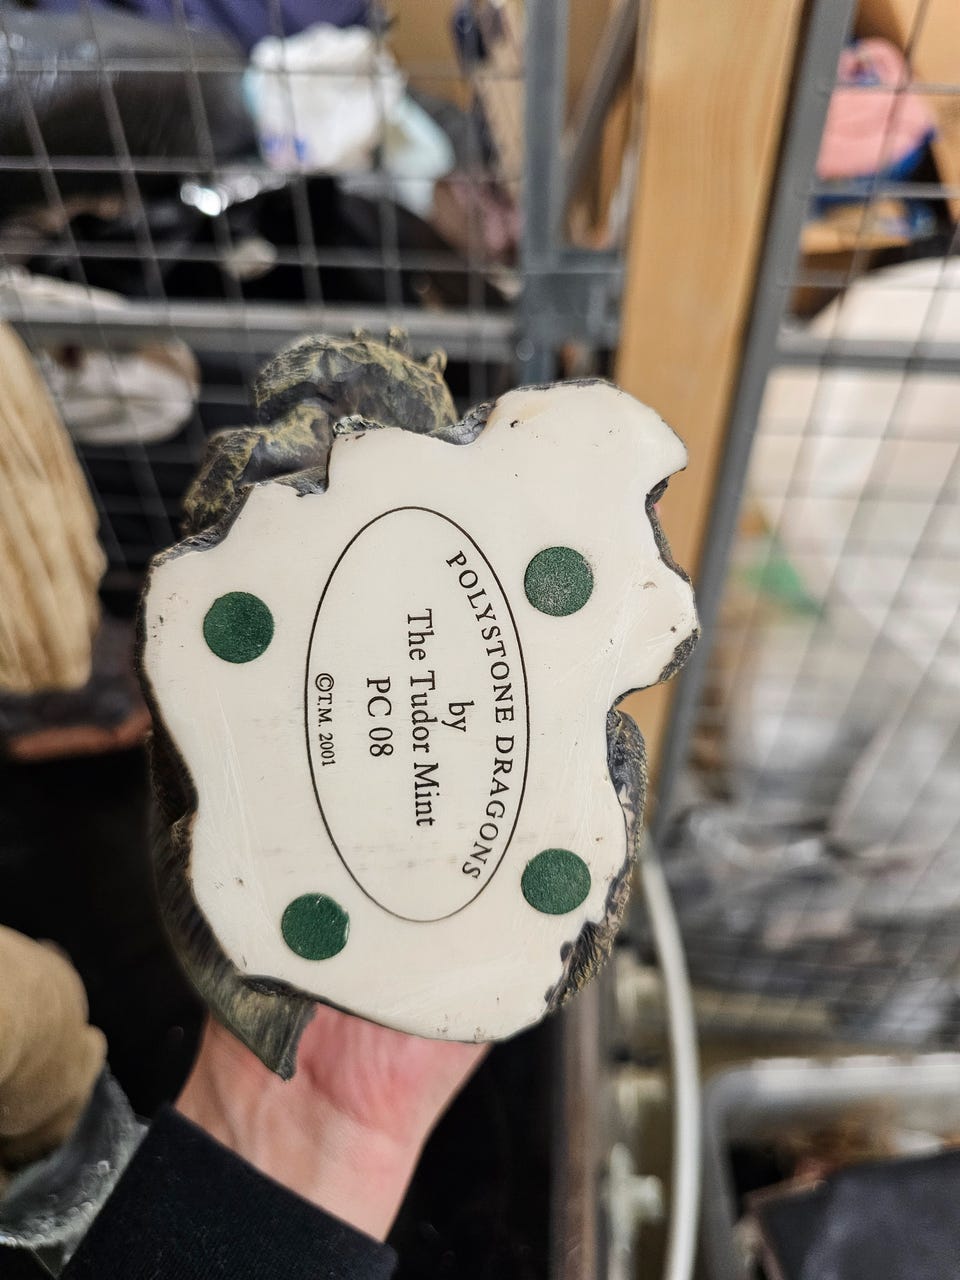 POLYSTONE DRAGONS
by
The Tudor Mint
PC 08
©T.M. 2001